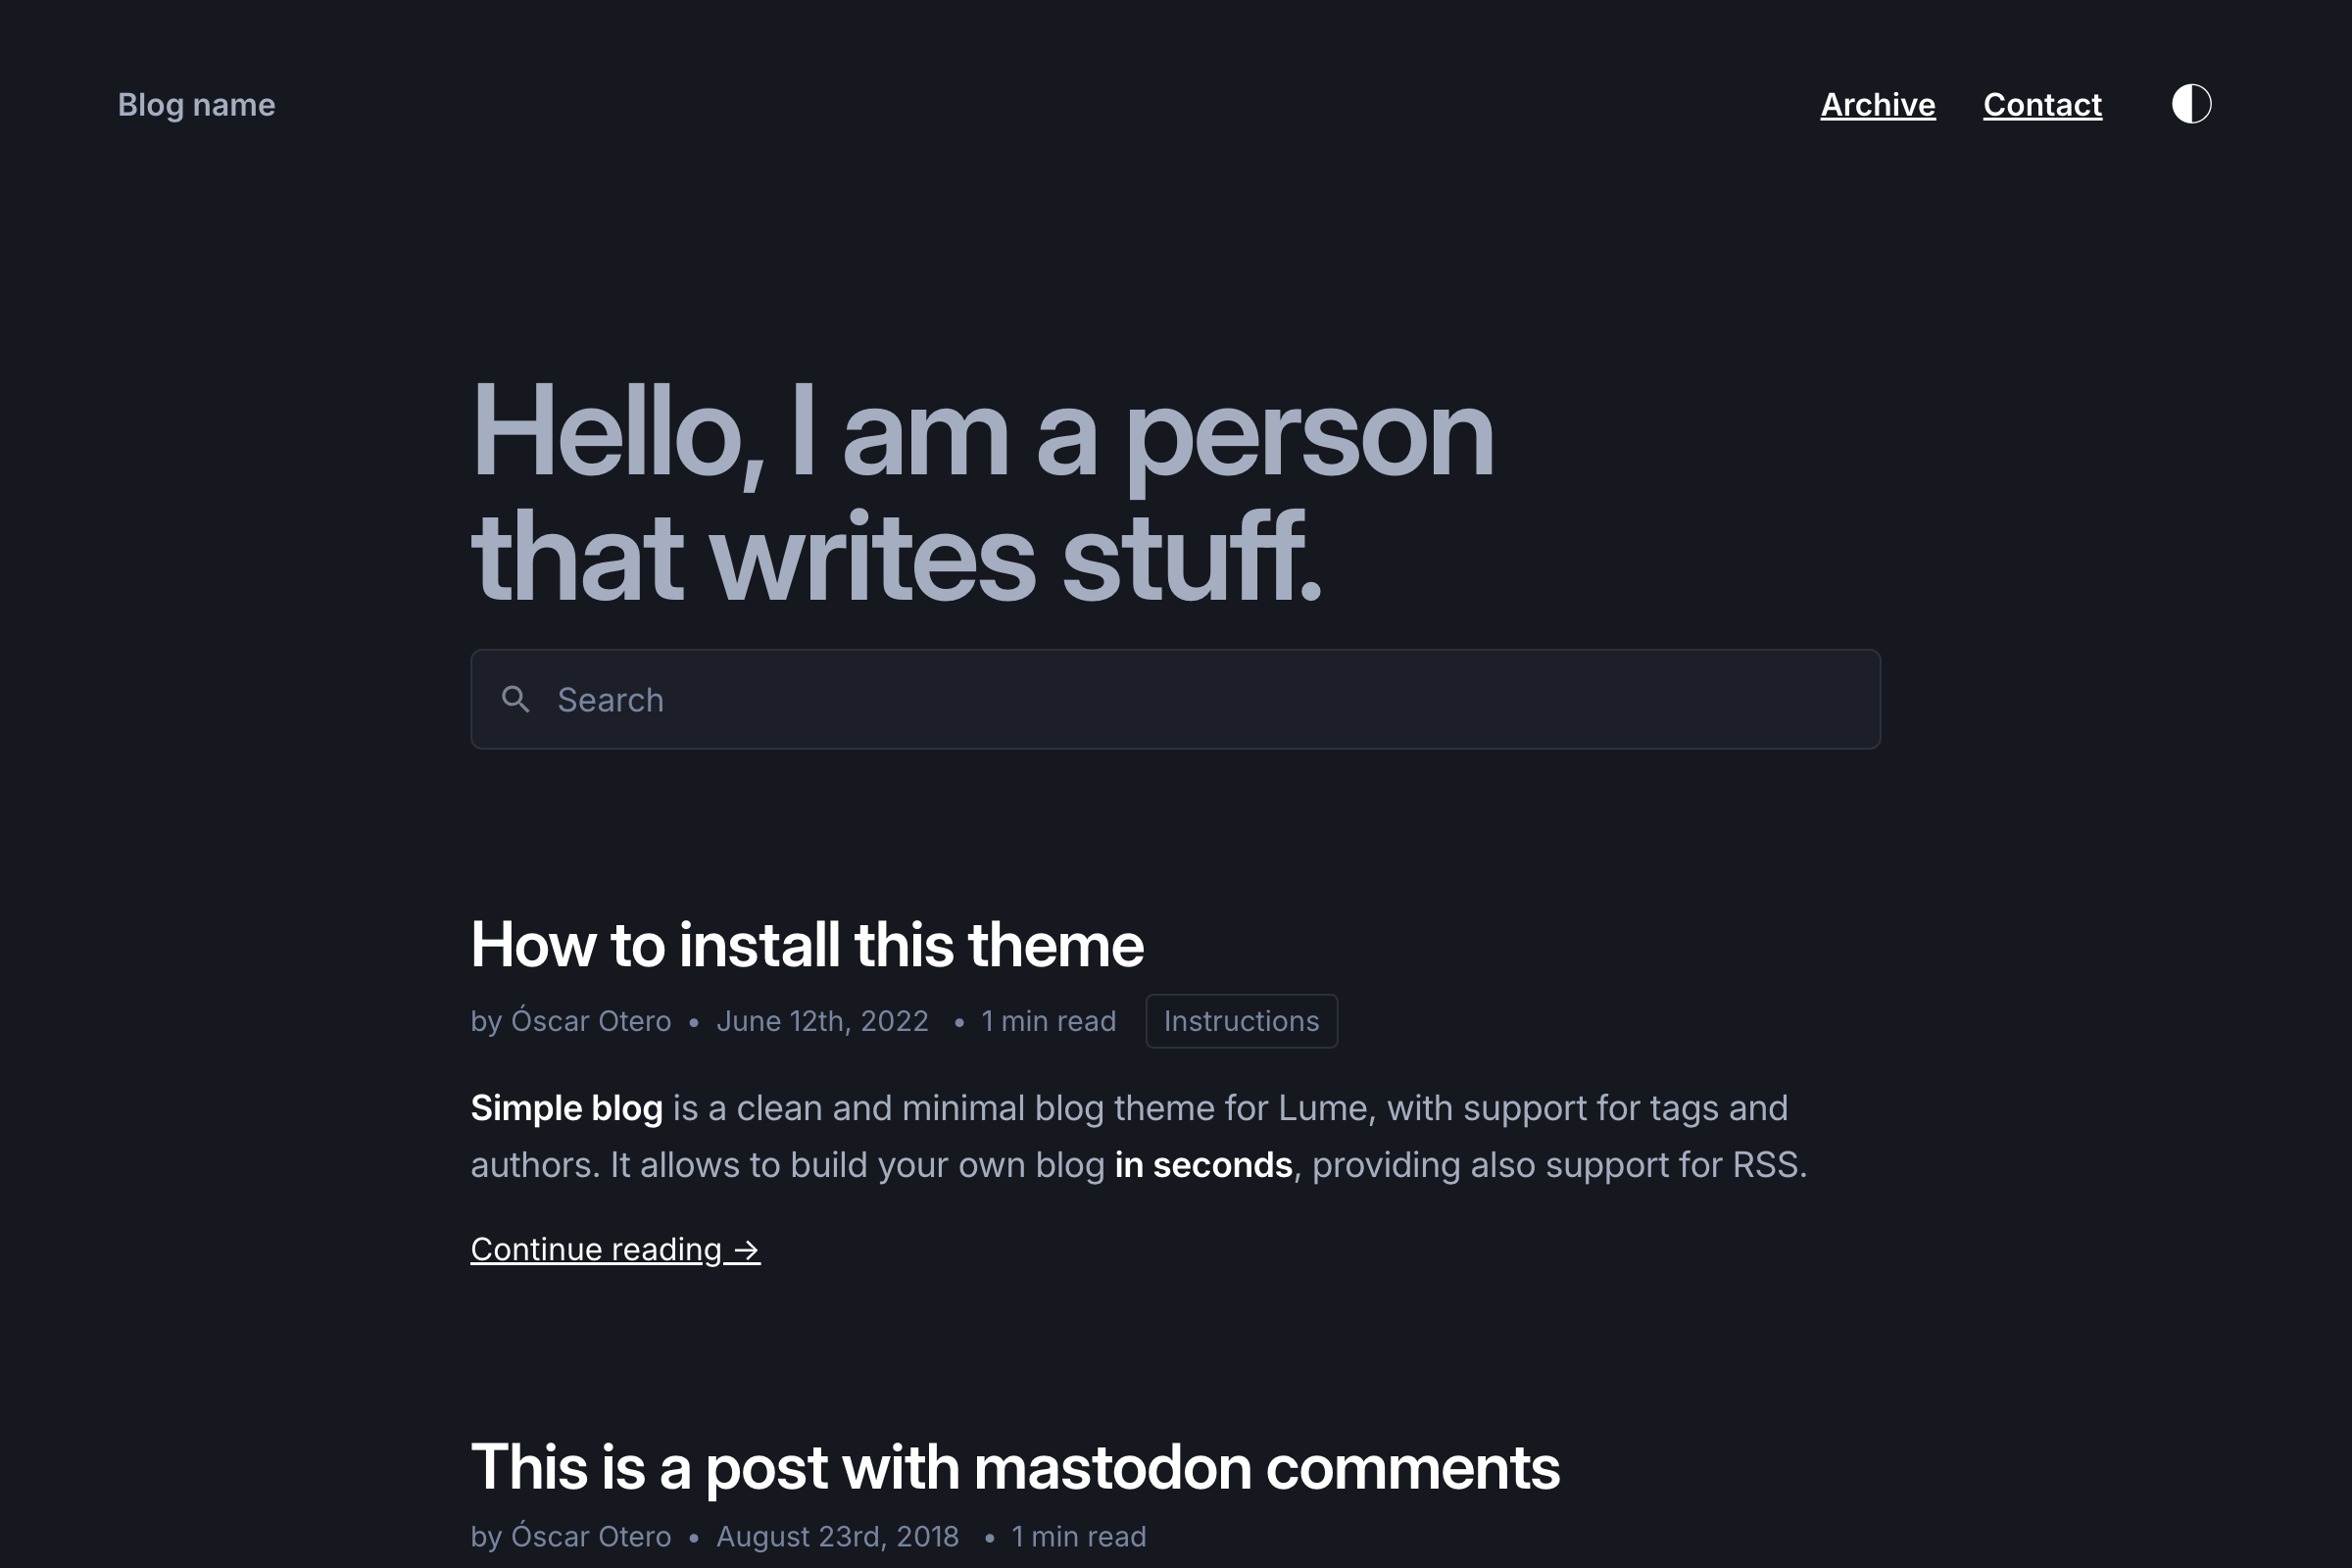 Blog name
Archive Contact
Hello, I am a person
that writes stuff.
Search
How to install this theme
by Óscar Otero • June 12th, 2022 • 1 min read Instructions
Simple blog is a clean and minimal blog theme for Lume, with support for tags and
authors. It allows to build your own blog in seconds, providing also support for RSS.
Continue reading →
This is a post with mastodon comments
by Óscar Otero • August 23rd, 2018 • 1 min read